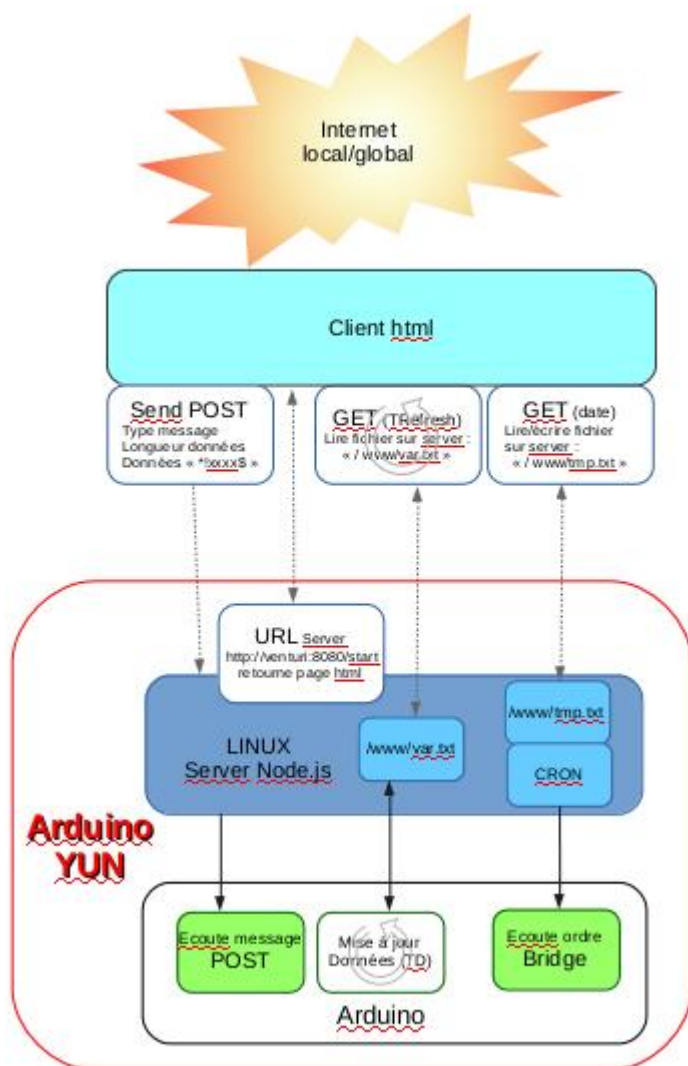 Internet
local/global
Client html
Send POST
Type message
Longueur données
Données « *!xxxx$ »
GET (TRefresh)
Lire fichier sur server :
« / www/var.txt »
GET (date)
Lire/écrire fichier
sur server :
« / www/tmp.txt »
URL Server
http://venturi:8080/start
retourne page html
LINUX
Server Node.js
/www/var.txt
/www/tmp.txt
CRON
Arduino
YUN
Ecoute message
POST
Mise à jour
Données (TD)
Ecoute ordre
Bridge
Arduino